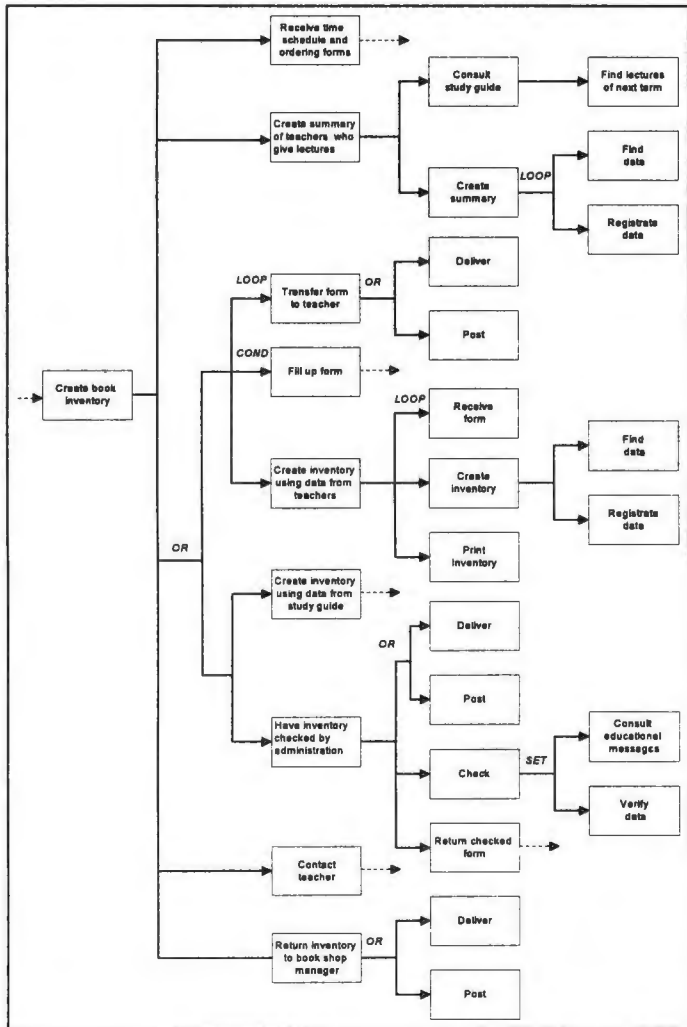 Receive time
schedule and
ordering forms
Consult
study guide
Find lectures
of next term
Create summary
of teachers who
give lectures
Find
data
Create
summary
LOOP
Registrate
data
Deliver
LOOP
Transfer form
to teacher
OR
Post
COND
Fill up form
Create book
inventory
LOOP
Receive
form
Find
data
Create inventory
using data from
teachers
Create
inventory
Registrate
data
OR
Print
Inventory
Create inventory
using data from
study guide
Deliver
OR
Post
Have inventory
checked by
administration
Consult
educational
messages
Check
SET
Verify
data
Return checked
form
Contact
teacher
Deliver
Return inventory
to book shop
manager
OR
Post